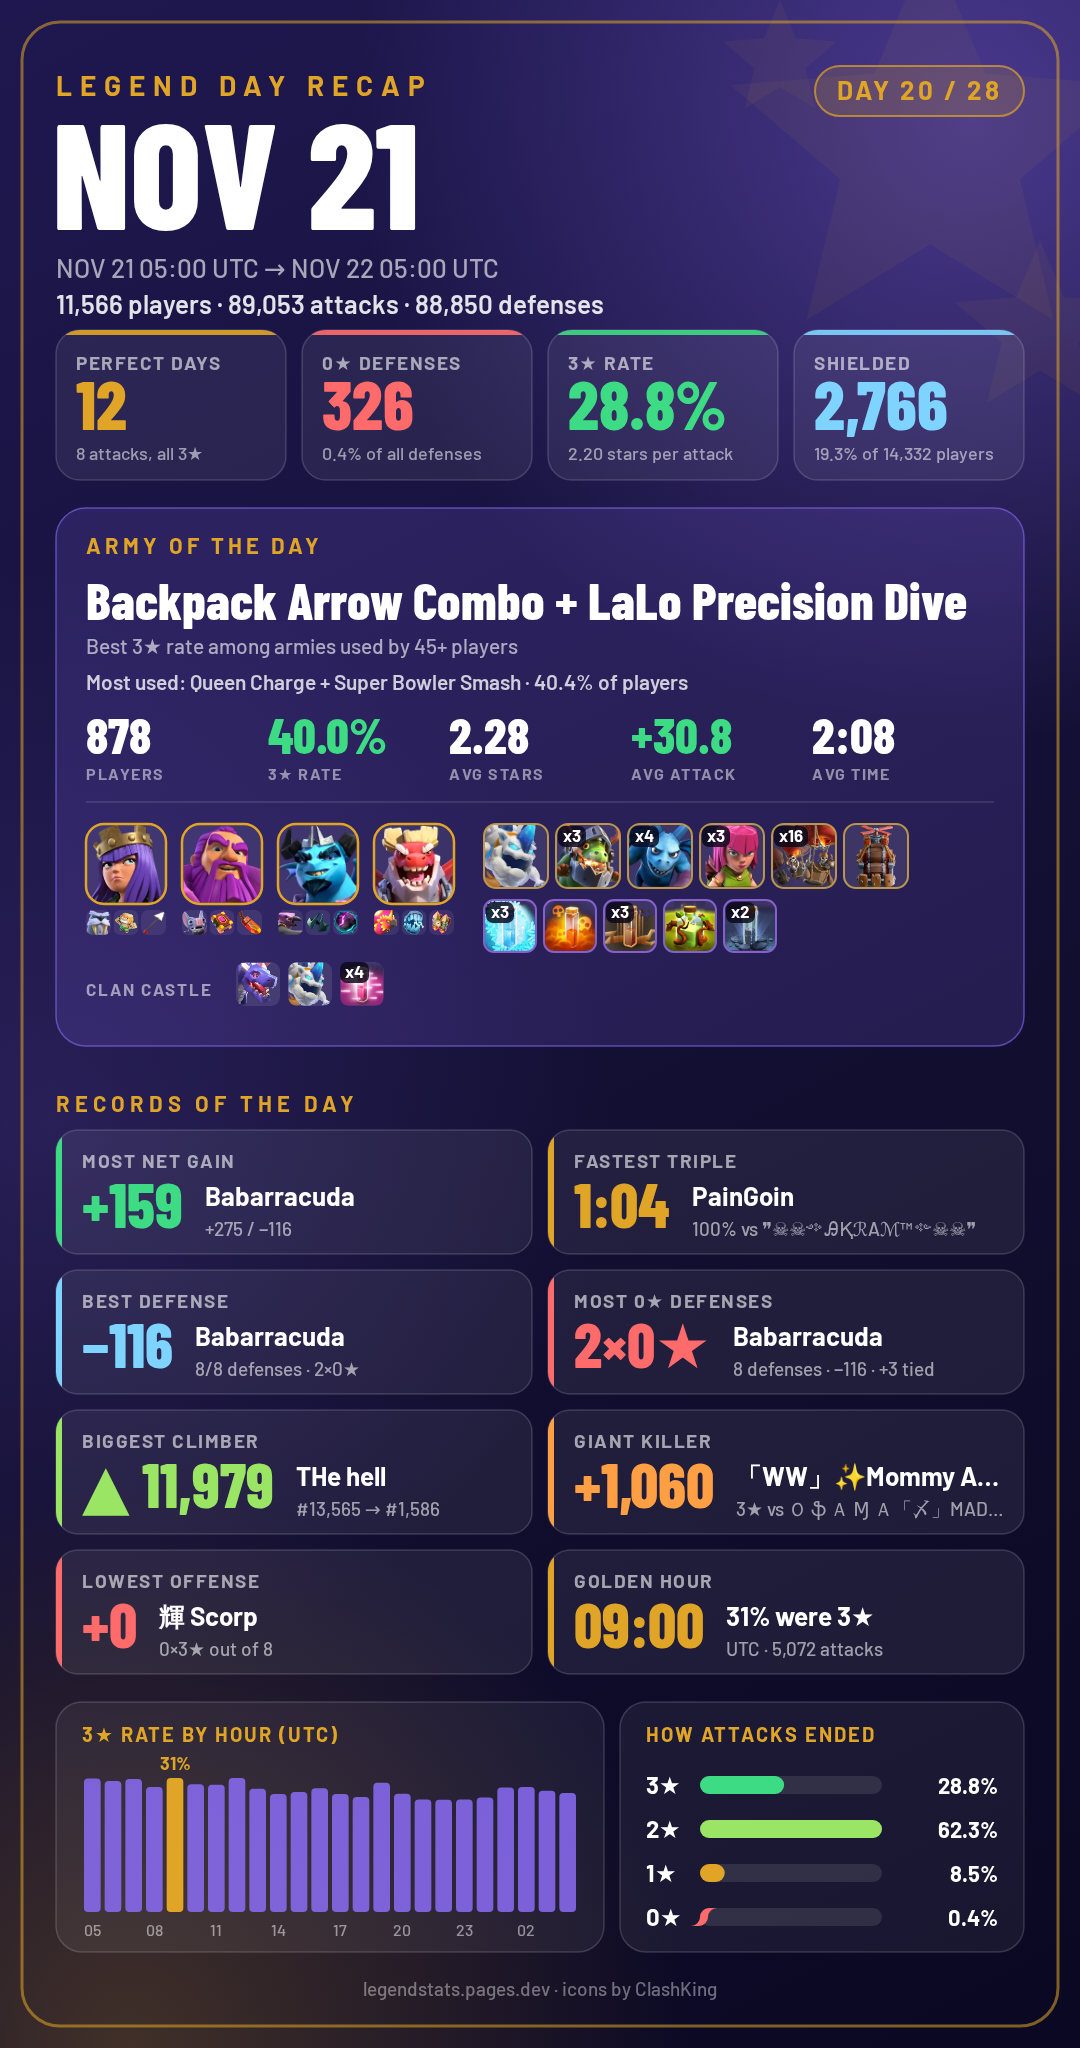 LEGEND DAY RECAP
DAY 20 / 28
NOV 21
NOV 21 05:00 UTC → NOV 22 05:00 UTC
11,566 players · 89,053 attacks · 88,850 defenses
PERFECT DAYS
12
8 attacks, all 3★
0★ DEFENSES
326
0.4% of all defenses
3★ RATE
28.8%
2.20 stars per attack
SHIELDED
2,766
19.3% of 14,332 players
ARMY OF THE DAY
Backpack Arrow Combo + LaLo Precision Dive
Best 3★ rate among armies used by 45+ players
Most used: Queen Charge + Super Bowler Smash · 40.4% of players
878
PLAYERS
40.0%
3★ RATE
2.28
AVG STARS
+30.8
AVG ATTACK
2:08
AVG TIME
x3 x4 x3 x16
x3 x3 x2
CLAN CASTLE x4
RECORDS OF THE DAY
MOST NET GAIN
+159 Babarracuda
+275 / −116
FASTEST TRIPLE
1:04 PainGoin
100% vs
BEST DEFENSE
−116 Babarracuda
8/8 defenses · 2×0★
MOST 0★ DEFENSES
2×0★ Babarracuda
8 defenses · −116 · +3 tied
BIGGEST CLIMBER
▲ 11,979 THe hell
#13,565 → #1,586
GIANT KILLER
+1,060 「WW」✨Mommy A...
3★ vs 「〆」MAD...
LOWEST OFFENSE
+0 輝 Scorp
0×3★ out of 8
GOLDEN HOUR
09:00 31% were 3★
UTC · 5,072 attacks
3★ RATE BY HOUR (UTC)
31%
05 08 11 14 17 20 23 02
HOW ATTACKS ENDED
3★ 28.8%
2★ 62.3%
1★ 8.5%
0★ 0.4%
legendstats.pages.dev · icons by ClashKing